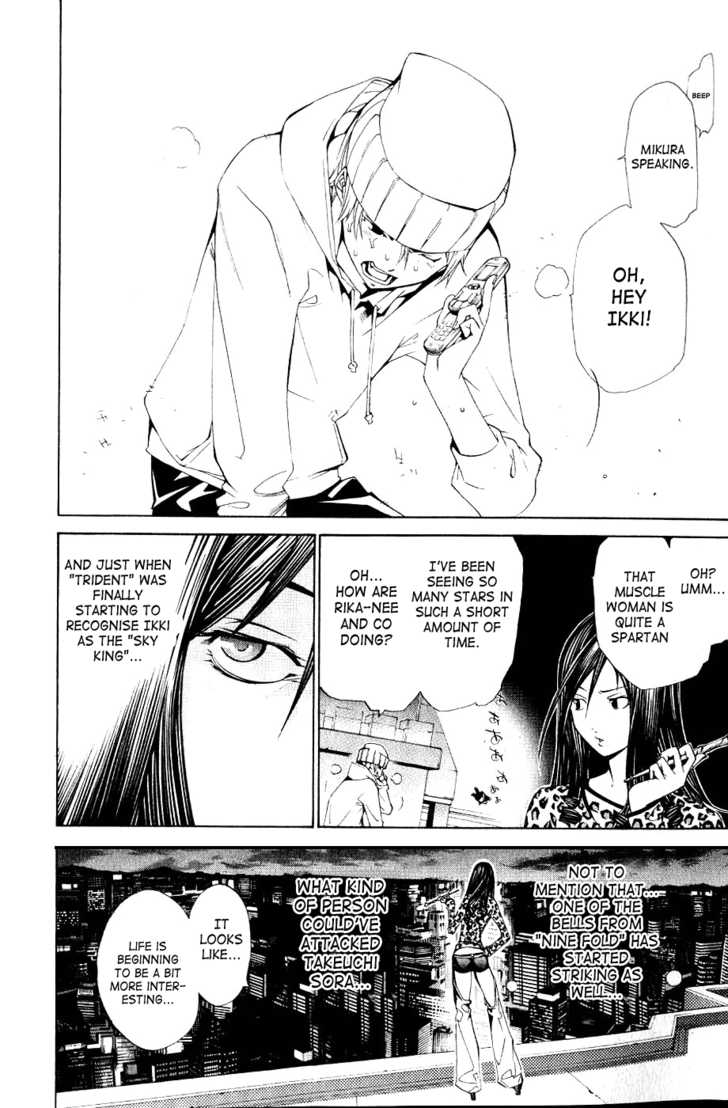 BEEP
MIKURA
SPEAKING.
OH,
HEY
IKKI!
OH?
UMM...
THAT
MUSCLE
WOMAN IS
QUITE A
SPARTAN
I'VE BEEN
SEEING SO
MANY STARS IN
SUCH A SHORT
AMOUNT OF
TIME.
OH...
HOW ARE
RIKA-NEE
AND CO
DOING?
AND JUST WHEN
"TRIDENT" WAS
FINALLY
STARTING TO
RECOGNISE IKKI
AS THE "SKY
KING"...
NOT TO
MENTION THAT...
ONE OF THE
BELLS FROM
"NINE FOLD" HAS
STARTED
STRIKING AS
WELL...
WHAT KIND
OF PERSON
COULD'VE
ATTACKED
TAKEUCHI
SORA...
IT
LOOKS
LIKE...
LIFE IS
BEGINNING
TO BE A BIT
MORE INTER-
ESTING...